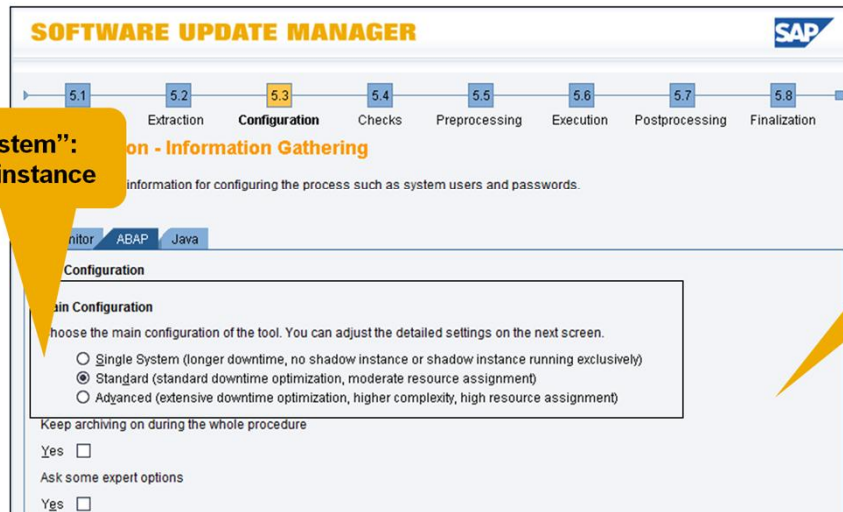 SOFTWARE UPDATE MANAGER
SAP
5.1 5.2 5.3 5.4 5.5 5.6 5.7 5.8
Extraction Configuration Checks Preprocessing Execution Postprocessing Finalization
stem”:
instance
on - Information Gathering
information for configuring the process such as system users and passwords.
nitor ABAP Java
Configuration
ain Configuration
hoose the main configuration of the tool. You can adjust the detailed settings on the next screen.
Single System (longer downtime, no shadow instance or shadow instance running exclusively)
Standard (standard downtime optimization, moderate resource assignment)
Advanced (extensive downtime optimization, higher complexity, high resource assignment)
Keep archiving on during the whole procedure
Yes
Ask some expert options
Yes